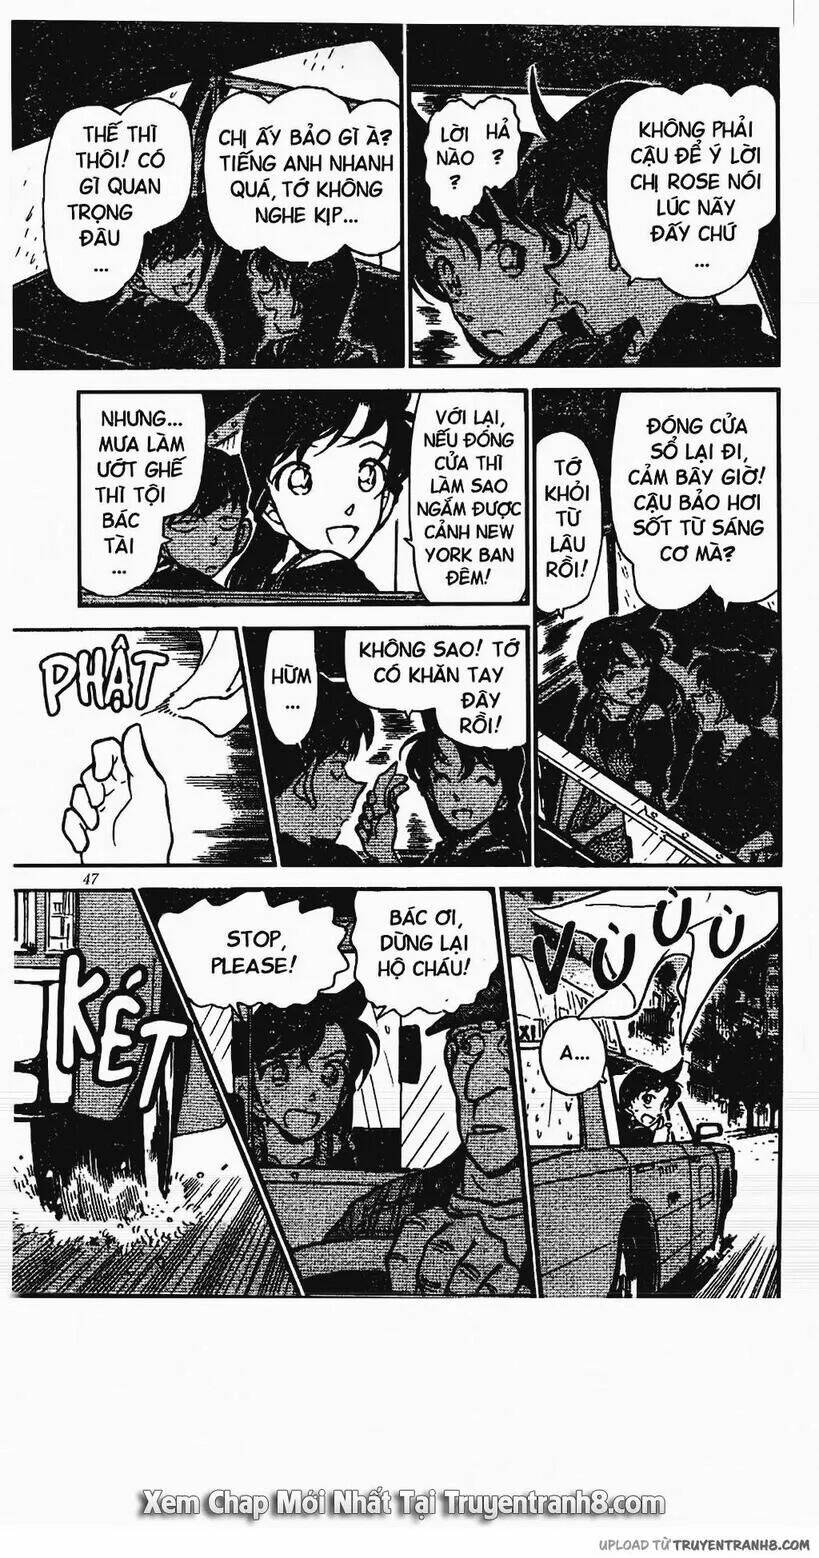 KHÔNG PHẢI
CẬU ĐỂ Ý LỜI
CHỊ ROSE NÓI
LÚC NÃY
ĐẤY CHỨ
...
HẢ
?
LỜI
NÀO
?
CHỊ ẤY BẢO GÌ À?
TIẾNG ANH NHANH
QUÁ, TỚ KHÔNG
NGHE KỊP...
THẾ THÌ
THÔI! CÓ
GÌ QUAN
TRỌNG
ĐÂU
...
ĐÓNG CỬA
SỔ LẠI ĐI,
CẢM BÂY GIỜ!
CẬU BẢO HƠI
SỐT TỪ SÁNG
CƠ MÀ?
TỚ
KHỎI
TỪ
LÂU
RỒI!
VỚI LẠI,
NẾU ĐÓNG
CỬA THÌ
LÀM SAO
NGẮM ĐƯỢC
CẢNH NEW
YORK BAN
ĐÊM!
NHƯNG...
MƯA LÀM
ƯỚT GHẾ
THÌ TỘI
BÁC
TÀI
...
KHÔNG SAO! TỚ
CÓ KHĂN TAY
ĐÂY
RỒI!
HỪM
...
PHẬT
47
VÙÙÙ
XI
A...
BÁC ƠI,
DỪNG LẠI
HỘ CHÁU!
STOP,
PLEASE!
KÉT
Xem Chap Mới Nhất Tại Truyentranh8.com
UPLOAD TỪ TRUYENTRANH8.COM